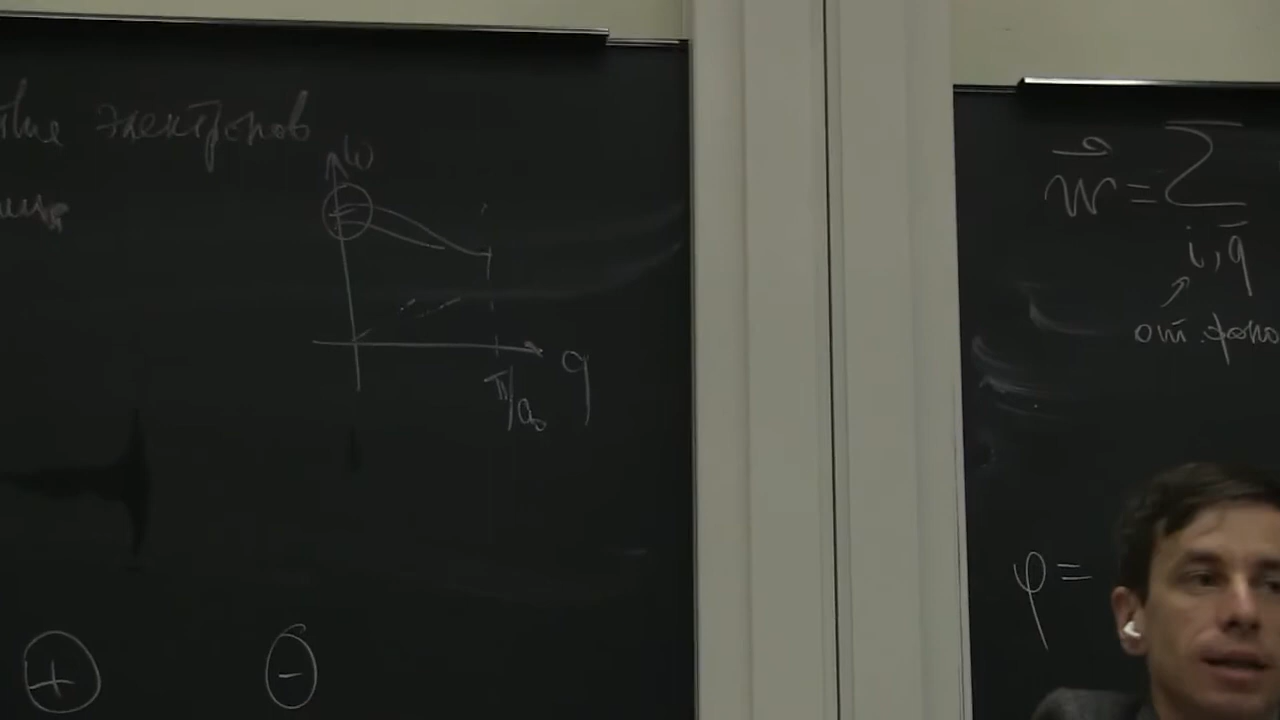 электронов
ω
π/a₀ q
+ -
w⃗ = Σ
i, q̄
от. фоно
φ =